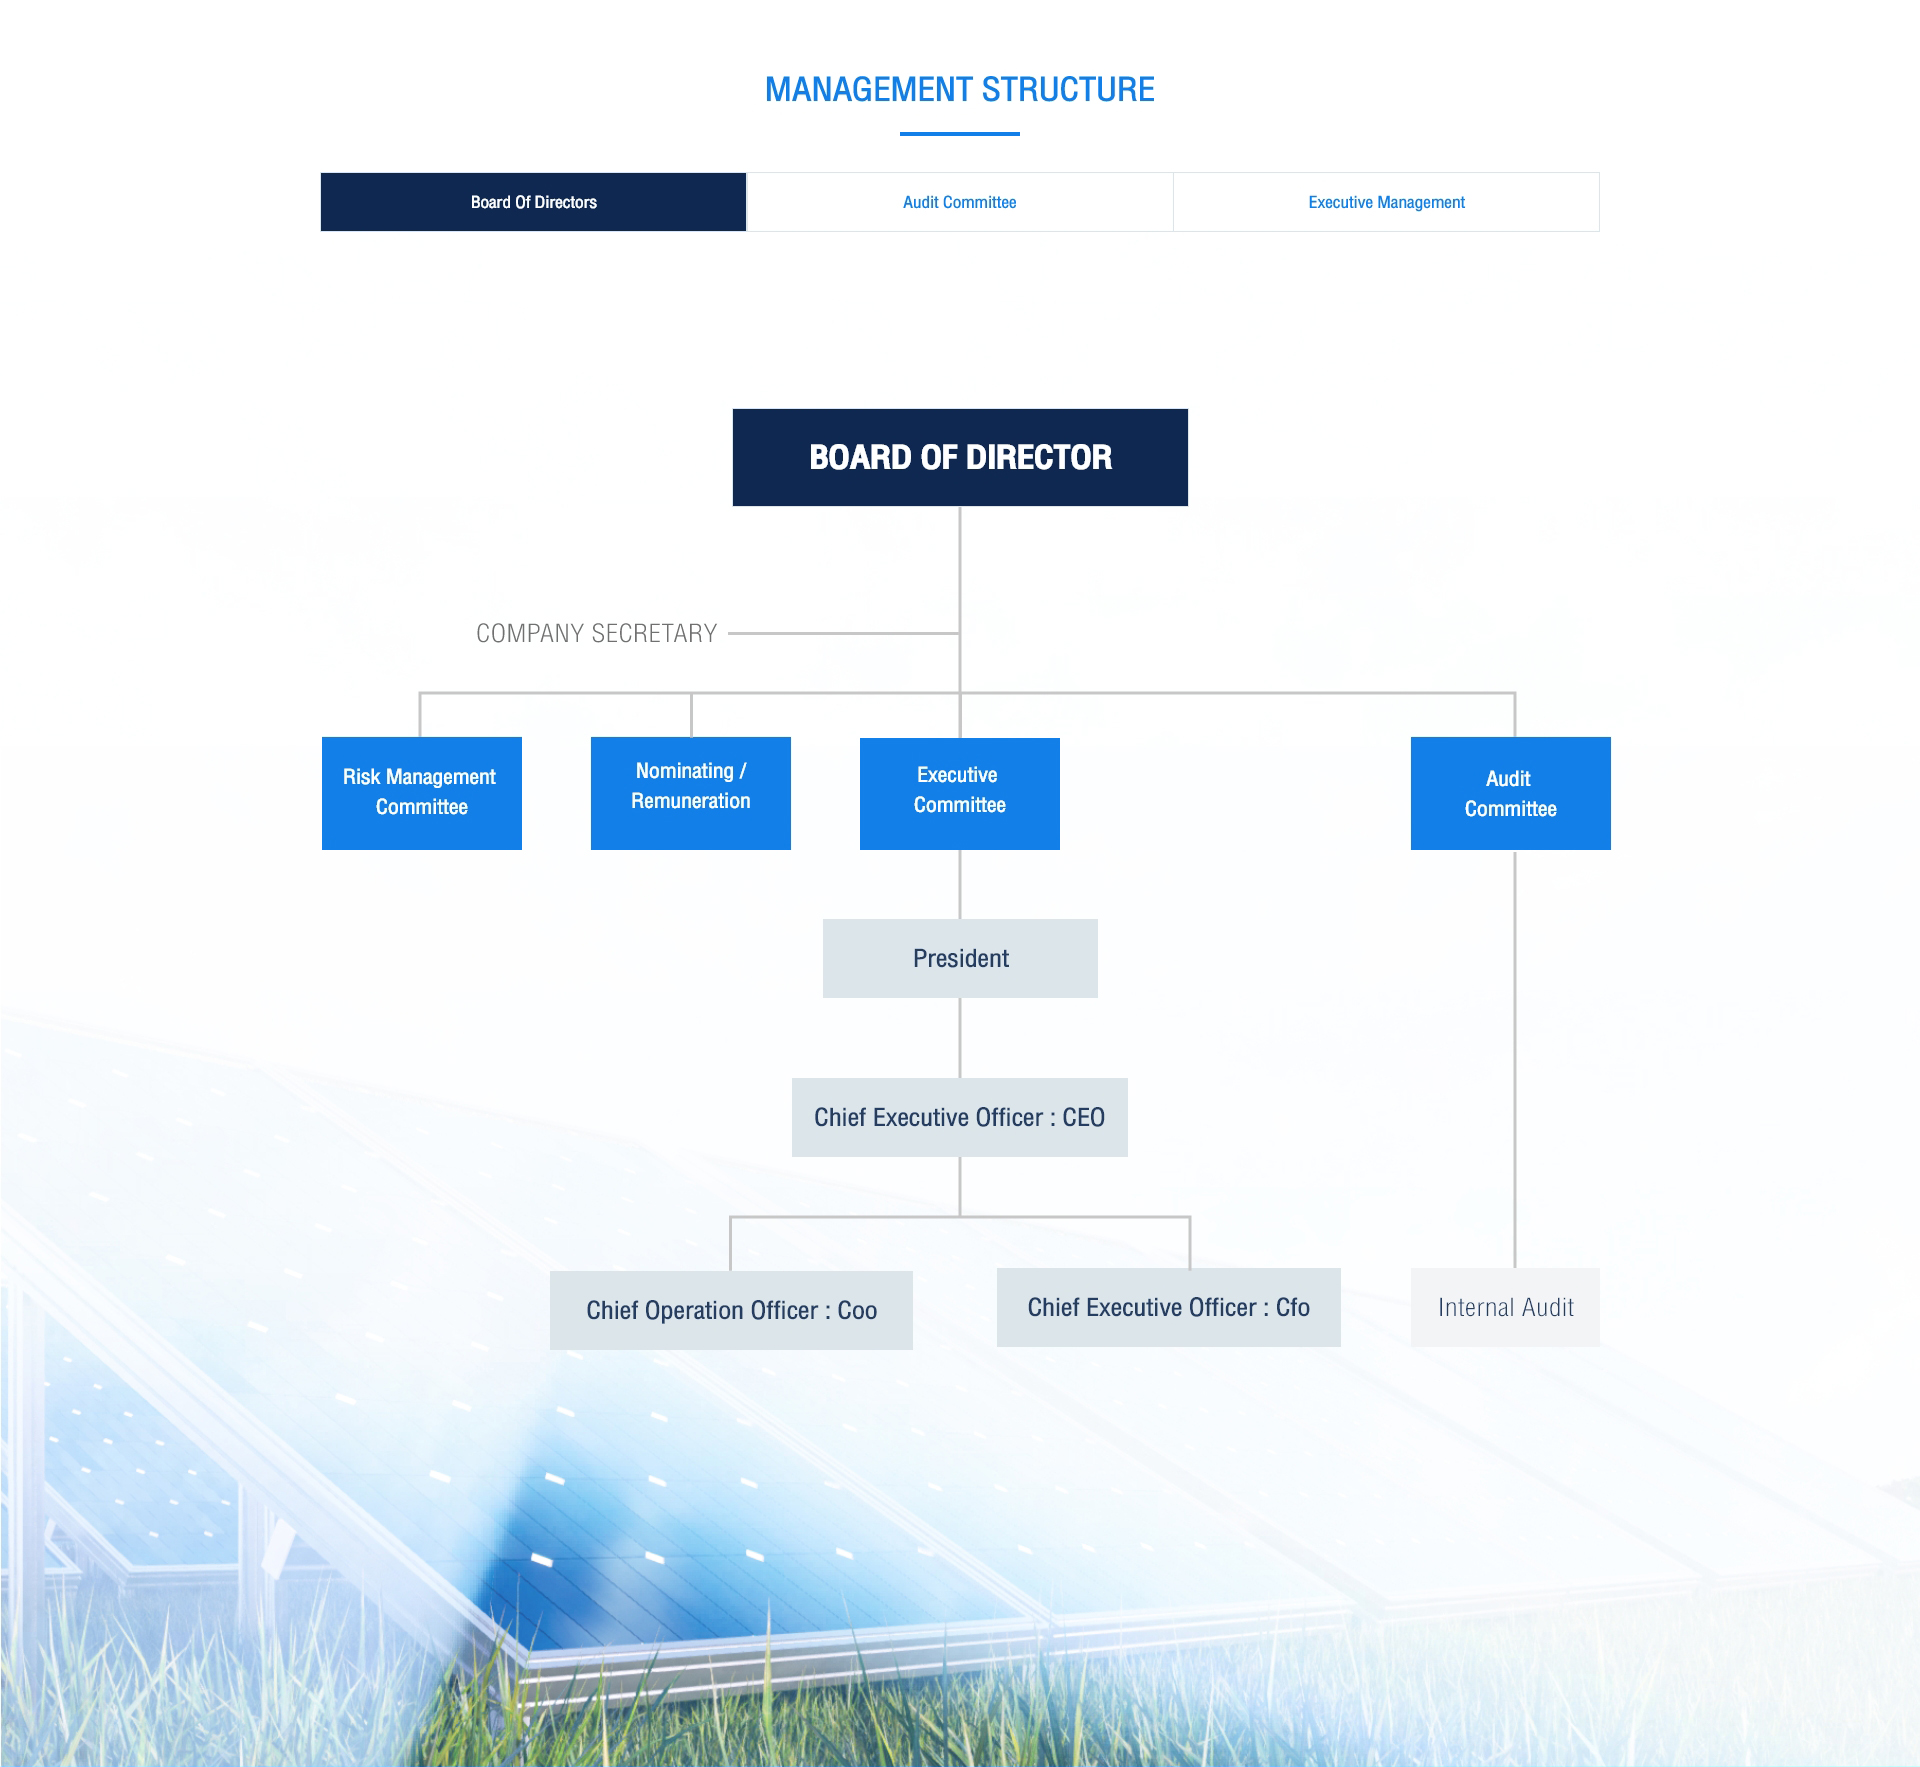 MANAGEMENT STRUCTURE
Board Of Directors
Audit Committee
Executive Management
BOARD OF DIRECTOR
COMPANY SECRETARY
Risk Management
Committee
Nominating /
Remuneration
Executive
Committee
Audit
Committee
President
Chief Executive Officer : CEO
Chief Operation Officer : Coo
Chief Executive Officer : Cfo
Internal Audit